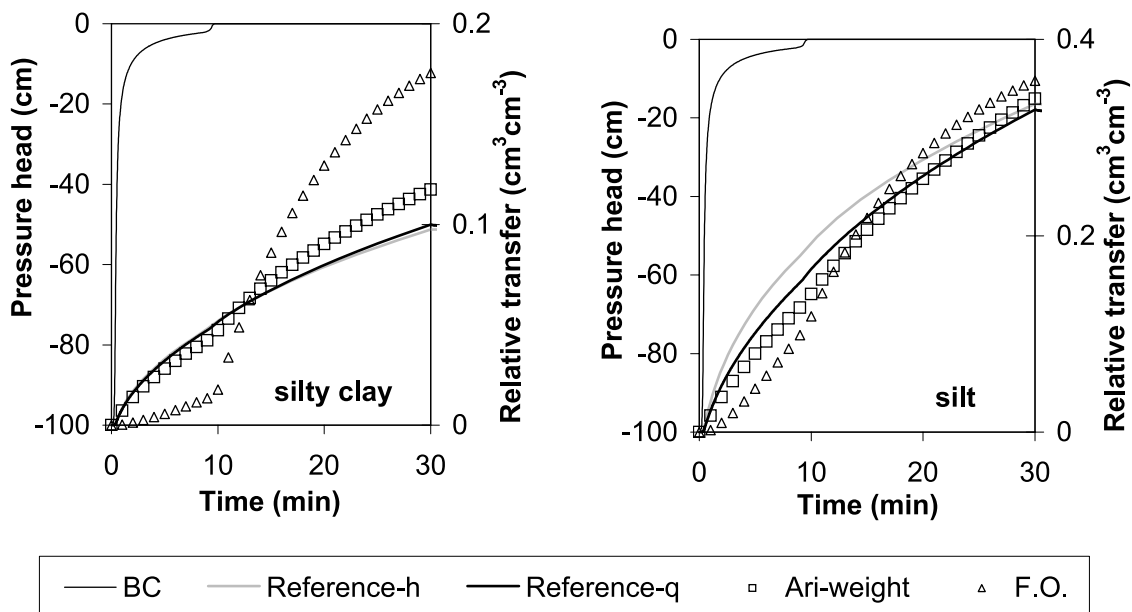 0
-20
-40
-60
-80
-100
Pressure head (cm)
0.2
0.1
0
Relative transfer (cm³cm⁻³)
silty clay
0 10 20 30
Time (min)
0
-20
-40
-60
-80
-100
Pressure head (cm)
0.4
0.2
0
Relative transfer (cm³cm⁻³)
silt
0 10 20 30
Time (min)
BC Reference-h Reference-q Ari-weight F.O.